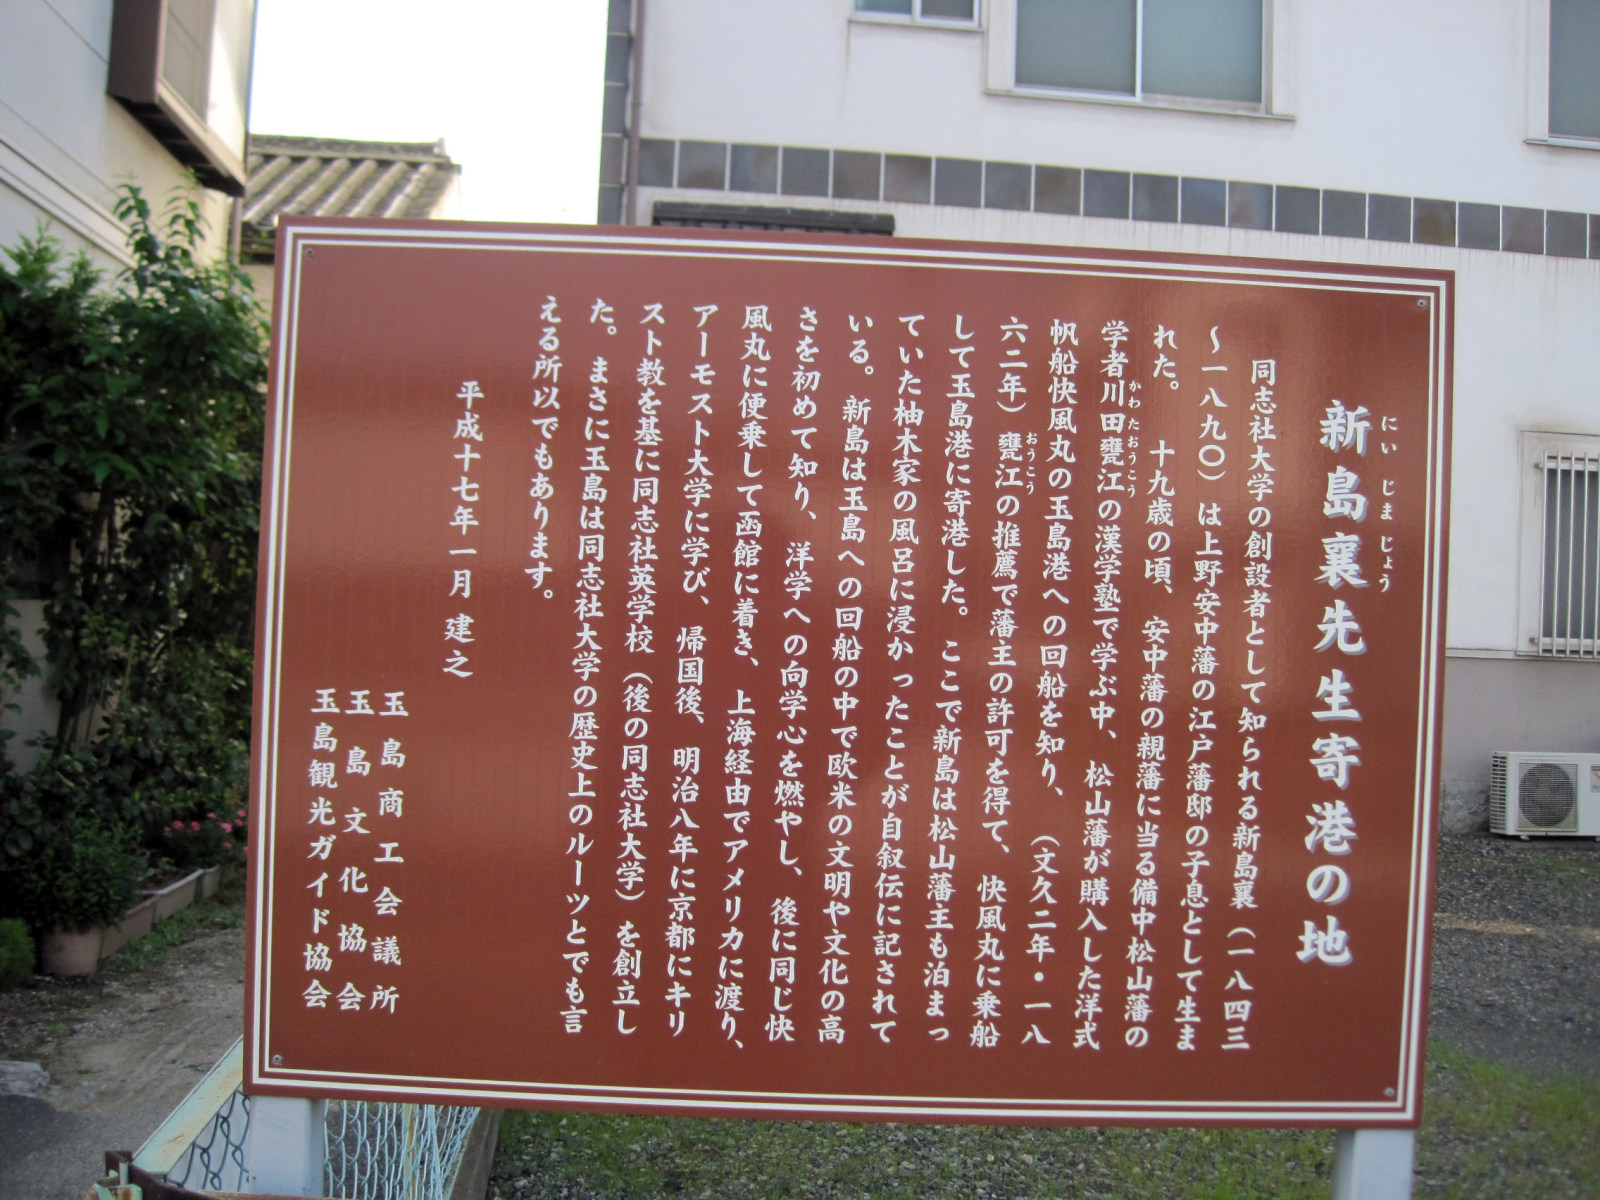 新島襄先生寄港の地
にい じま じょう
同志社大学の創設者として知られる新島襄（一八四三
〜一八九〇）は上野安中藩の江戸藩邸の子息として生ま
れた。　十九歳の頃、安中藩の親藩に当る備中松山藩の
学者川田甕江の漢学塾で学ぶ中、松山藩が購入した洋式
かわ たおうこう
帆船快風丸の玉島港への回船を知り、（文久二年・一八
六二年）甕江の推薦で藩主の許可を得て、快風丸に乗船
おうこう
して玉島港に寄港した。ここで新島は松山藩主も泊まっ
ていた柚木家の風呂に浸かったことが自叙伝に記されて
いる。新島は玉島への回船の中で欧米の文明や文化の高
さを初めて知り、洋学への向学心を燃やし、後に同じ快
風丸に便乗して函館に着き、上海経由でアメリカに渡り、
アーモスト大学に学び、帰国後、明治八年に京都にキリ
スト教を基に同志社英学校（後の同志社大学）を創立し
た。まさに玉島は同志社大学の歴史上のルーツとでも言
える所以でもあります。
平成十七年一月 建之
玉島商工会議所
玉島文化協会
玉島観光ガイド協会